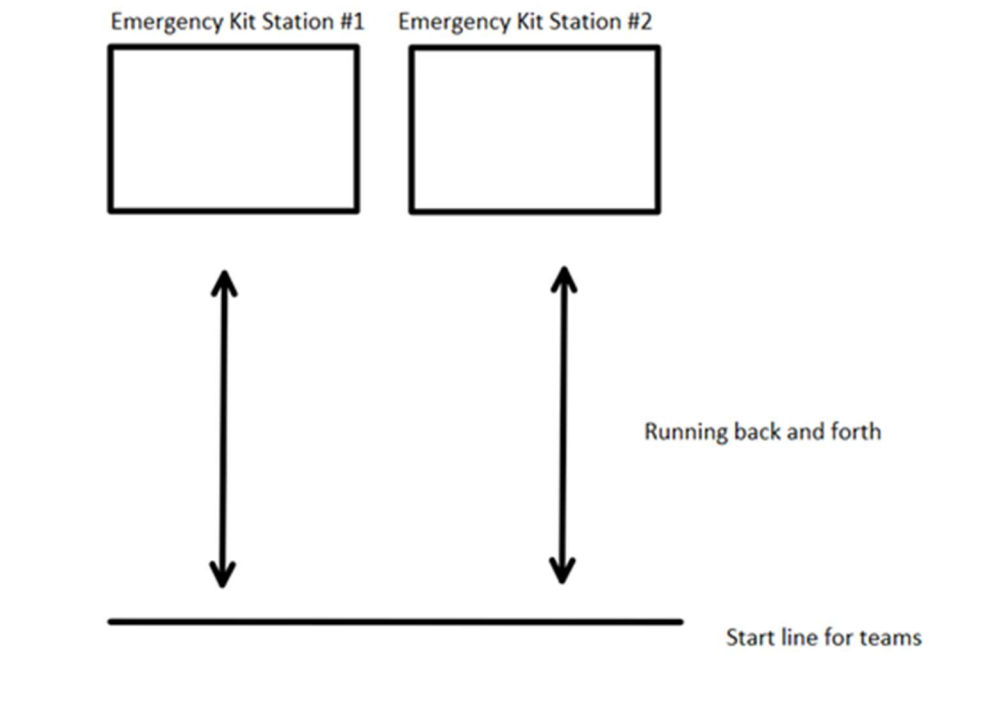 Emergency Kit Station #1
Emergency Kit Station #2
Running back and forth
Start line for teams